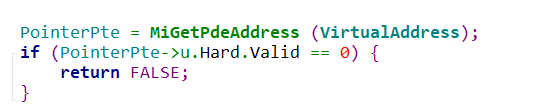 PointerPte = MiGetPdeAddress (VirtualAddress);
if (PointerPte->u.Hard.Valid == 0) {
    return FALSE;
}